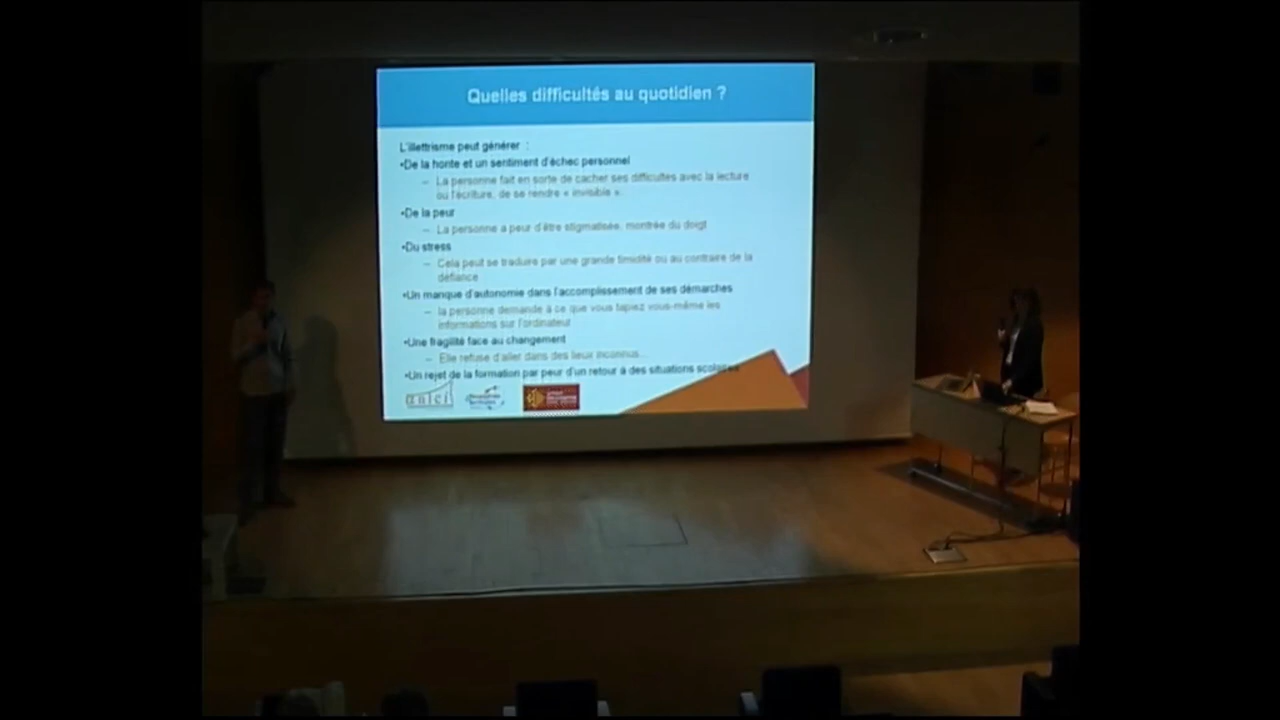 Quelles difficultés au quotidien ?
L'illettrisme peut générer :
•De la honte et un sentiment d'échec personnel
– La personne fait en sorte de cacher ses difficultés avec la lecture
ou l'écriture, de se rendre « invisible ».
•De la peur
– La personne a peur d'être stigmatisée, montrée du doigt
•Du stress
– Cela peut se traduire par une grande timidité ou au contraire de la
défiance
•Un manque d'autonomie dans l'accomplissement de ses démarches
– la personne demande à ce que vous tapiez vous-même les
informations sur l'ordinateur
•Une fragilité face au changement
– Elle refuse d'aller dans des lieux inconnus...
•Un rejet de la formation par peur d'un retour à des situations scolaires
anlci